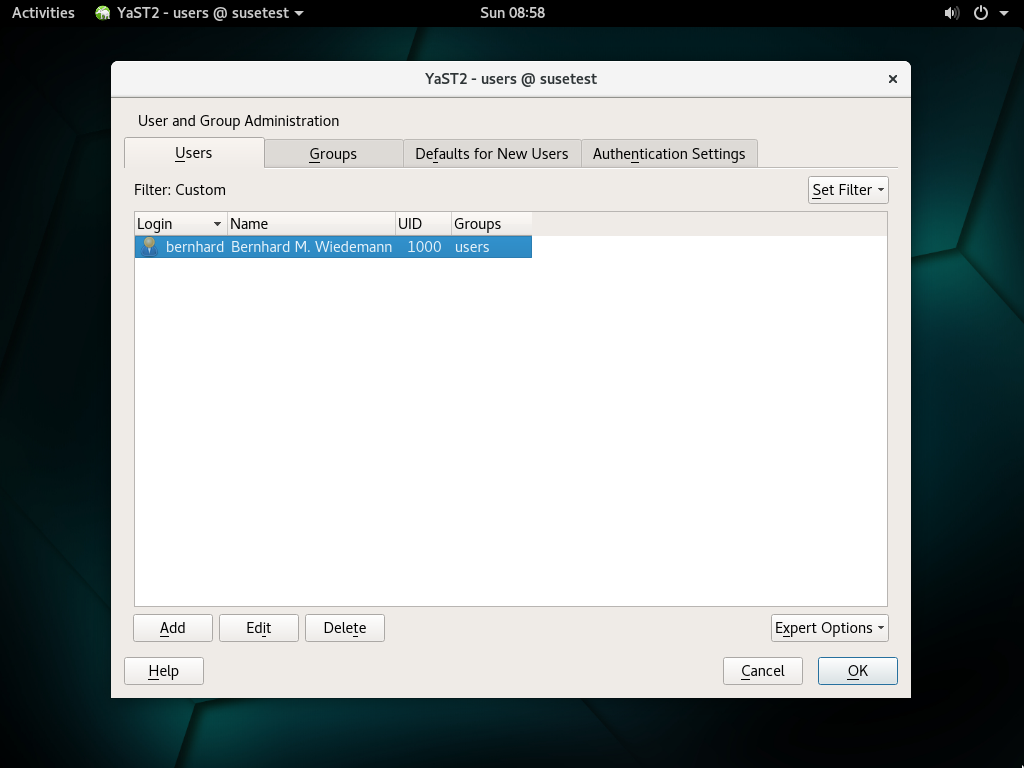 Activities YaST2 - users @ susetest Sun 08:58
YaST2 - users @ susetest
User and Group Administration
Users Groups Defaults for New Users Authentication Settings
Filter: Custom Set Filter
Login Name UID Groups
bernhard Bernhard M. Wiedemann 1000 users
Add Edit Delete Expert Options
Help Cancel OK